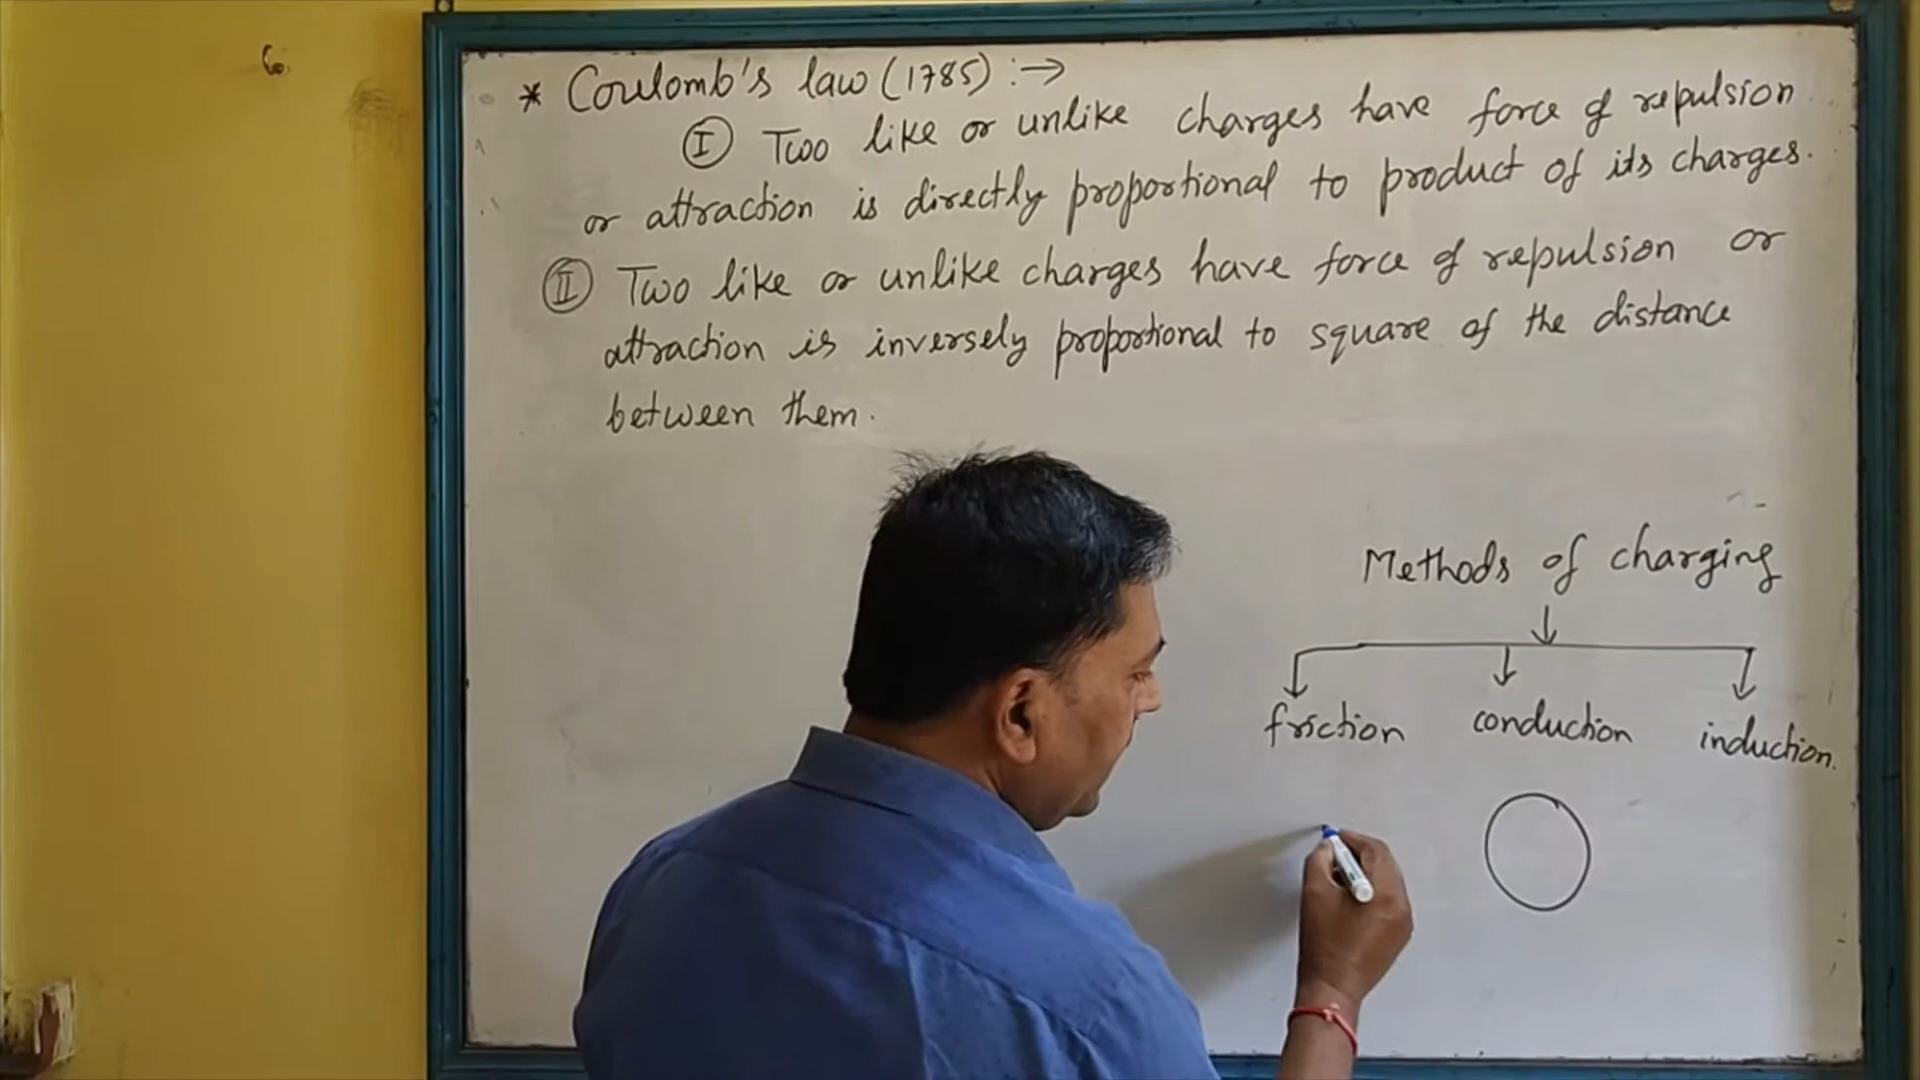 6.
* Coulomb's law (1785) :→
Ⓘ Two like or unlike charges have force of repulsion
or attraction is directly proportional to product of its charges.
Ⅱ Two like or unlike charges have force of repulsion or
attraction is inversely proportional to square of the distance
between them.
Methods of charging
friction conduction induction.